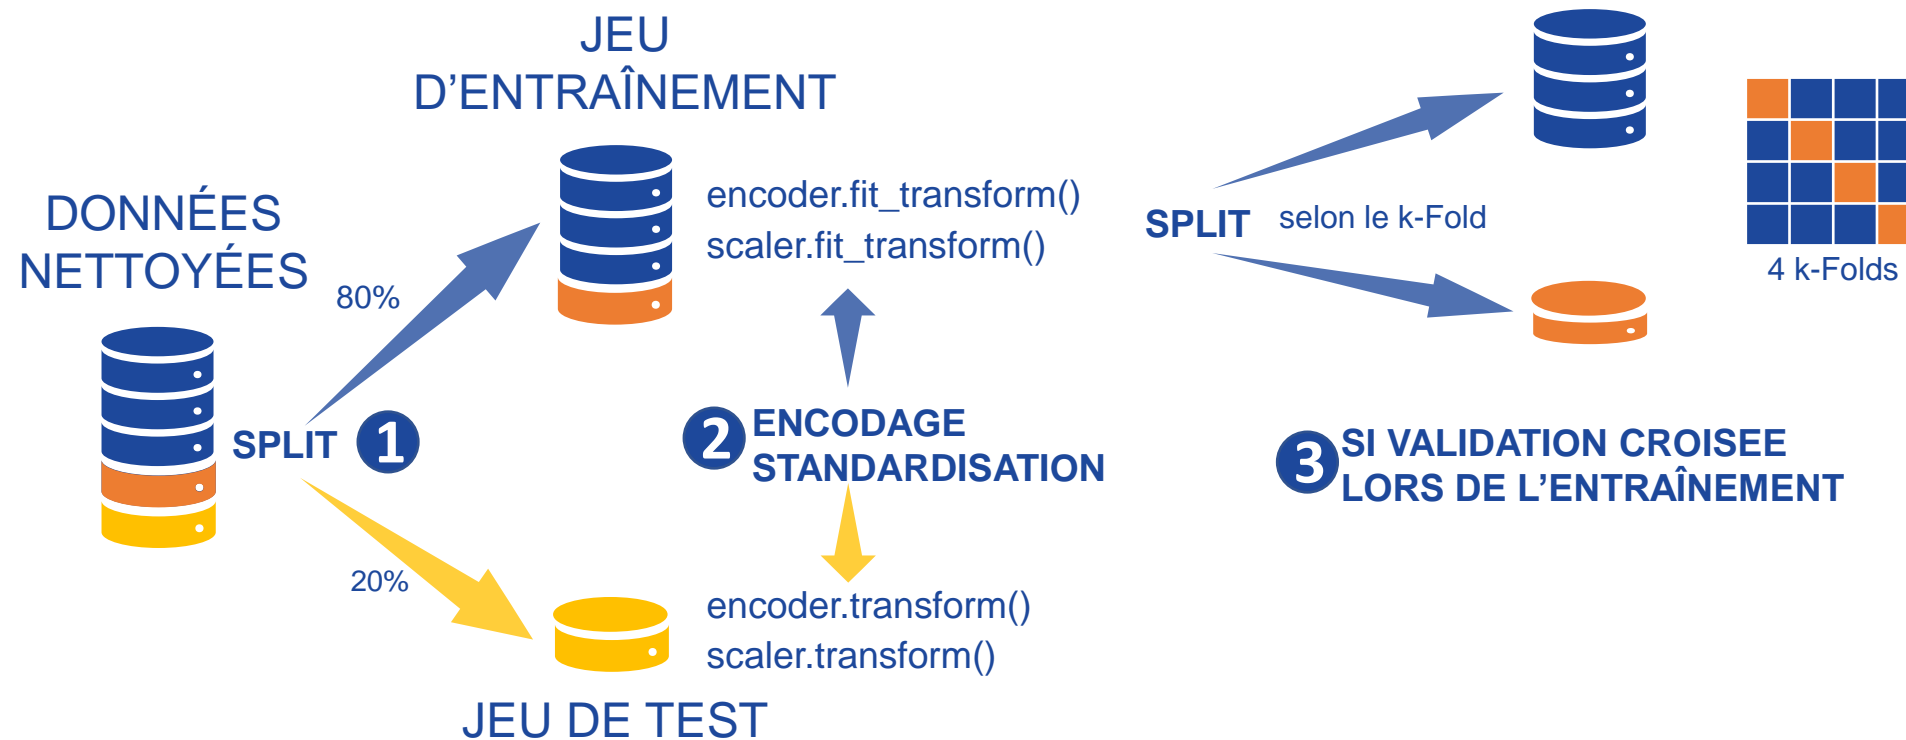 DONNÉES
NETTOYÉES
SPLIT 1
80%
20%
JEU
D’ENTRAÎNEMENT
encoder.fit_transform()
scaler.fit_transform()
2 ENCODAGE
STANDARDISATION
encoder.transform()
scaler.transform()
JEU DE TEST
SPLIT selon le k-Fold
4 k-Folds
3 SI VALIDATION CROISEE
LORS DE L’ENTRAÎNEMENT